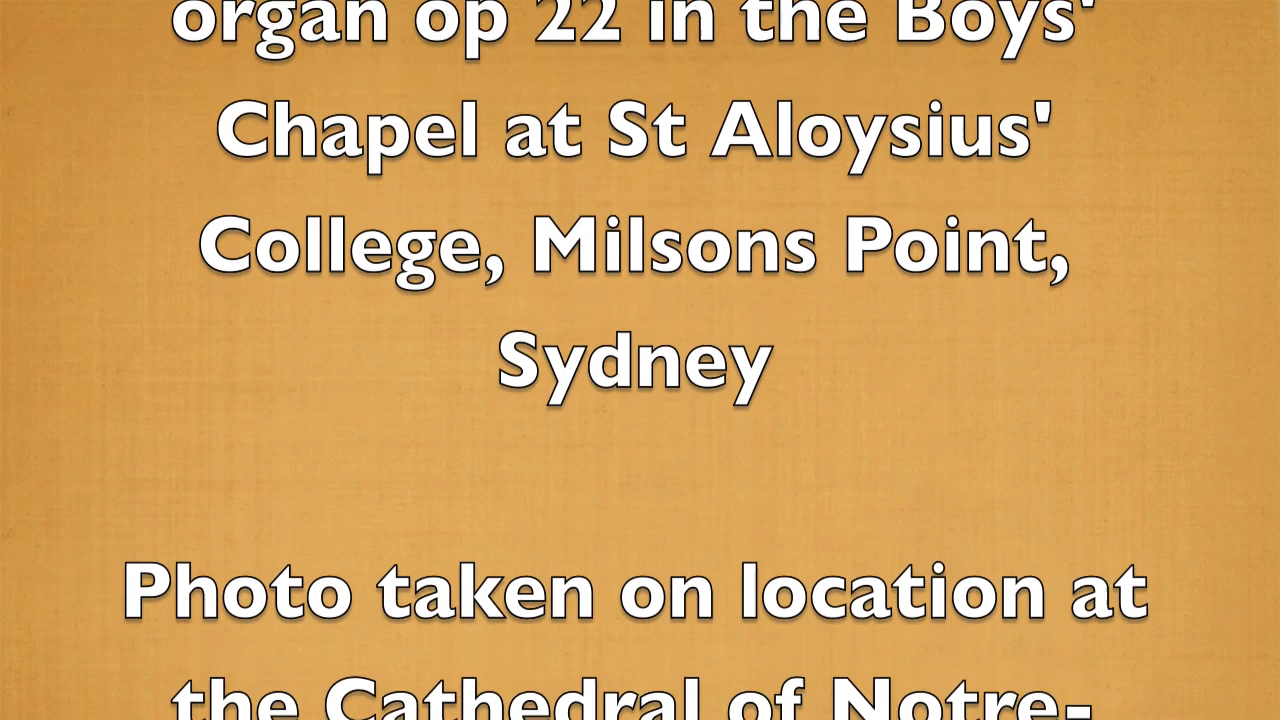 organ op 22 in the Boys'
Chapel at St Aloysius'
College, Milsons Point,
Sydney
Photo taken on location at
the Cathedral of Notre-